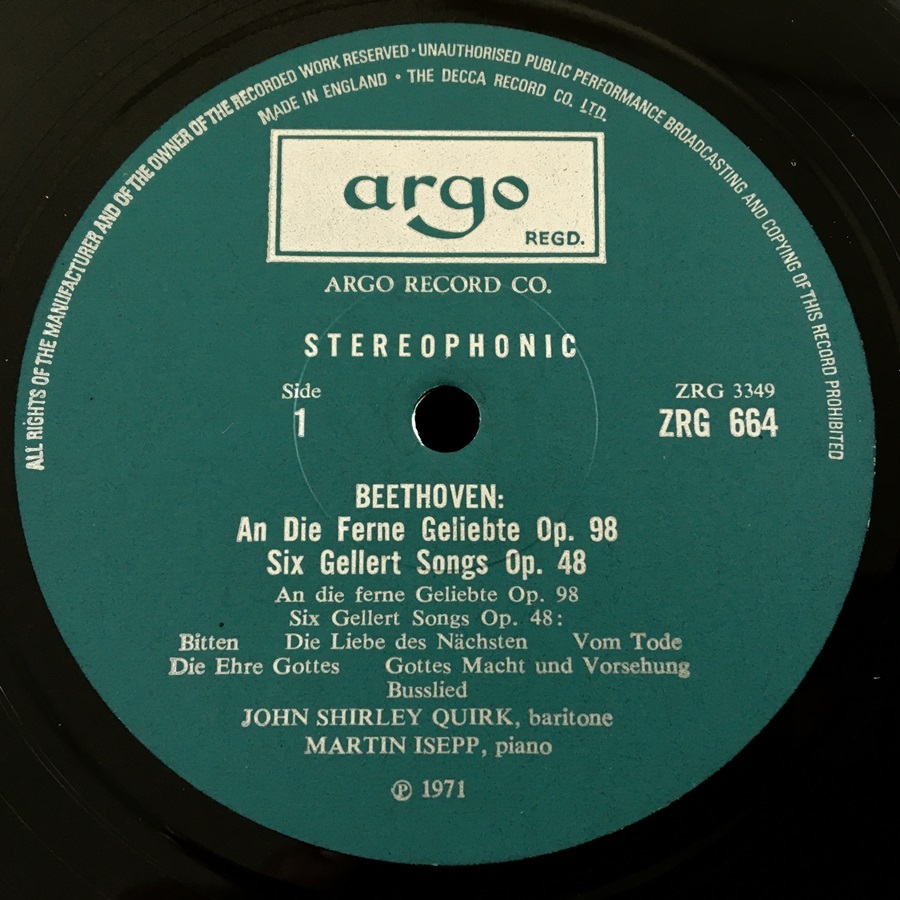 ALL RIGHTS OF THE MANUFACTURER AND OF THE OWNER OF THE RECORDED WORK RESERVED · UNAUTHORISED PUBLIC PERFORMANCE BROADCASTING AND COPYING OF THIS RECORD PROHIBITED
MADE IN ENGLAND • THE DECCA RECORD CO. LTD.
argo
REGD.
ARGO RECORD CO.
STEREOPHONIC
Side
1
ZRG 3349
ZRG 664
BEETHOVEN:
An Die Ferne Geliebte Op. 98
Six Gellert Songs Op. 48
An die ferne Geliebte Op. 98
Six Gellert Songs Op. 48:
Bitten Die Liebe des Nächsten Vom Tode
Die Ehre Gottes Gottes Macht und Vorsehung
Busslied
JOHN SHIRLEY QUIRK, baritone
MARTIN ISEPP, piano
℗ 1971